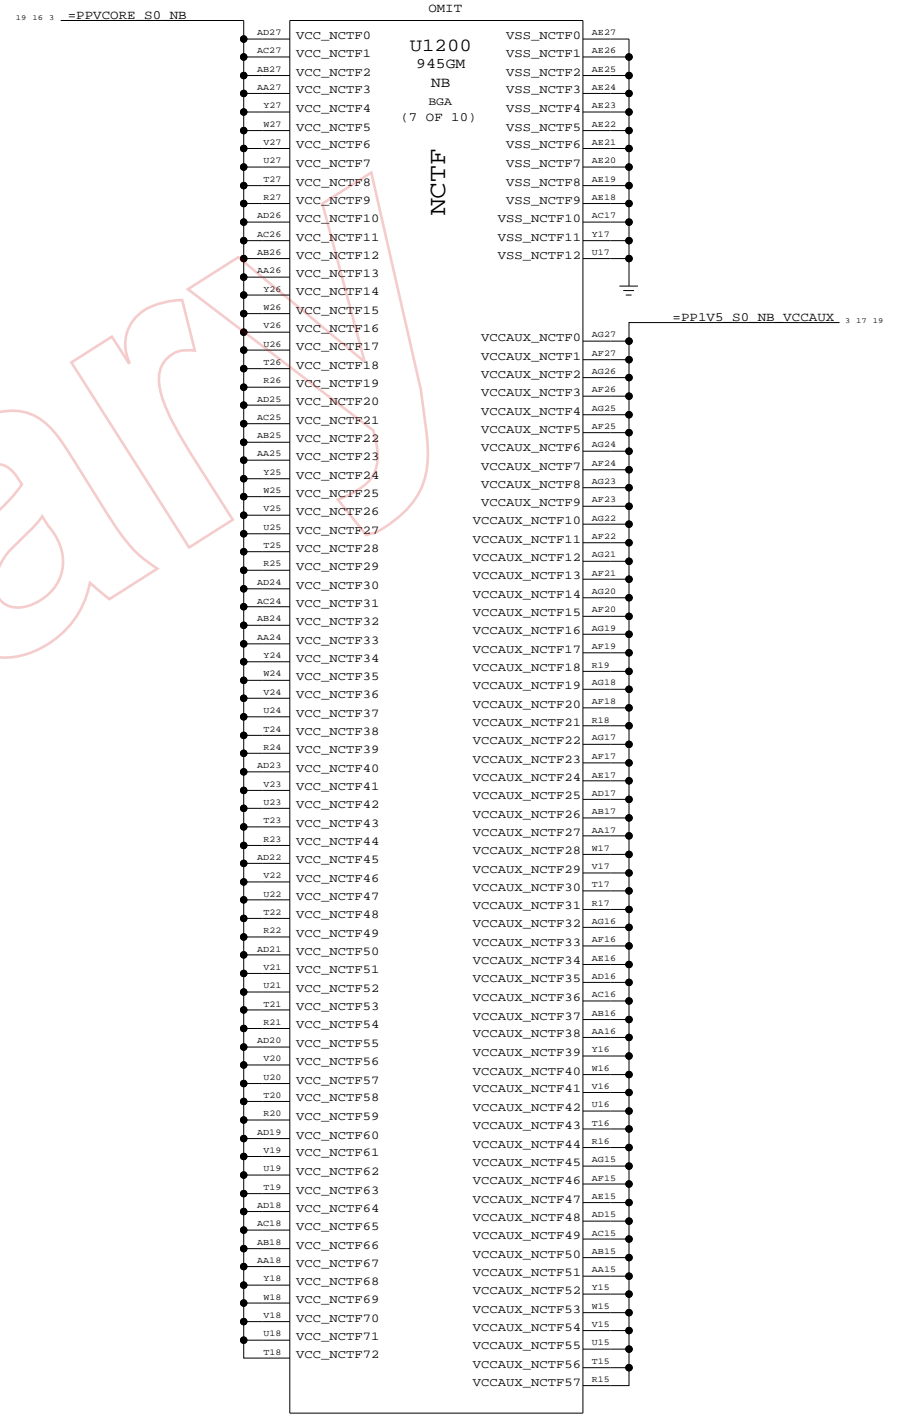 OMIT
19 16 3 =PPVCORE_S0_NB
U1200
945GM
NB
BGA
(7 OF 10)
NCTF
AD27 VCC_NCTF0
AC27 VCC_NCTF1
AB27 VCC_NCTF2
AA27 VCC_NCTF3
Y27 VCC_NCTF4
W27 VCC_NCTF5
V27 VCC_NCTF6
U27 VCC_NCTF7
T27 VCC_NCTF8
R27 VCC_NCTF9
AD26 VCC_NCTF10
AC26 VCC_NCTF11
AB26 VCC_NCTF12
AA26 VCC_NCTF13
Y26 VCC_NCTF14
W26 VCC_NCTF15
V26 VCC_NCTF16
U26 VCC_NCTF17
T26 VCC_NCTF18
R26 VCC_NCTF19
AD25 VCC_NCTF20
AC25 VCC_NCTF21
AB25 VCC_NCTF22
AA25 VCC_NCTF23
Y25 VCC_NCTF24
W25 VCC_NCTF25
V25 VCC_NCTF26
U25 VCC_NCTF27
T25 VCC_NCTF28
R25 VCC_NCTF29
AD24 VCC_NCTF30
AC24 VCC_NCTF31
AB24 VCC_NCTF32
AA24 VCC_NCTF33
Y24 VCC_NCTF34
W24 VCC_NCTF35
V24 VCC_NCTF36
U24 VCC_NCTF37
T24 VCC_NCTF38
R24 VCC_NCTF39
AD23 VCC_NCTF40
V23 VCC_NCTF41
U23 VCC_NCTF42
T23 VCC_NCTF43
R23 VCC_NCTF44
AD22 VCC_NCTF45
V22 VCC_NCTF46
U22 VCC_NCTF47
T22 VCC_NCTF48
R22 VCC_NCTF49
AD21 VCC_NCTF50
V21 VCC_NCTF51
U21 VCC_NCTF52
T21 VCC_NCTF53
R21 VCC_NCTF54
AD20 VCC_NCTF55
V20 VCC_NCTF56
U20 VCC_NCTF57
T20 VCC_NCTF58
R20 VCC_NCTF59
AD19 VCC_NCTF60
V19 VCC_NCTF61
U19 VCC_NCTF62
T19 VCC_NCTF63
AD18 VCC_NCTF64
AC18 VCC_NCTF65
AB18 VCC_NCTF66
AA18 VCC_NCTF67
Y18 VCC_NCTF68
W18 VCC_NCTF69
V18 VCC_NCTF70
U18 VCC_NCTF71
T18 VCC_NCTF72
VSS_NCTF0 AE27
VSS_NCTF1 AE26
VSS_NCTF2 AE25
VSS_NCTF3 AE24
VSS_NCTF4 AE23
VSS_NCTF5 AE22
VSS_NCTF6 AE21
VSS_NCTF7 AE20
VSS_NCTF8 AE19
VSS_NCTF9 AE18
VSS_NCTF10 AC17
VSS_NCTF11 Y17
VSS_NCTF12 U17
=PP1V5_S0_NB_VCCAUX 3 17 19
VCCAUX_NCTF0 AG27
VCCAUX_NCTF1 AF27
VCCAUX_NCTF2 AG26
VCCAUX_NCTF3 AF26
VCCAUX_NCTF4 AG25
VCCAUX_NCTF5 AF25
VCCAUX_NCTF6 AG24
VCCAUX_NCTF7 AF24
VCCAUX_NCTF8 AG23
VCCAUX_NCTF9 AF23
VCCAUX_NCTF10 AG22
VCCAUX_NCTF11 AF22
VCCAUX_NCTF12 AG21
VCCAUX_NCTF13 AF21
VCCAUX_NCTF14 AG20
VCCAUX_NCTF15 AF20
VCCAUX_NCTF16 AG19
VCCAUX_NCTF17 AF19
VCCAUX_NCTF18 R19
VCCAUX_NCTF19 AG18
VCCAUX_NCTF20 AF18
VCCAUX_NCTF21 R18
VCCAUX_NCTF22 AG17
VCCAUX_NCTF23 AF17
VCCAUX_NCTF24 AE17
VCCAUX_NCTF25 AD17
VCCAUX_NCTF26 AB17
VCCAUX_NCTF27 AA17
VCCAUX_NCTF28 W17
VCCAUX_NCTF29 V17
VCCAUX_NCTF30 T17
VCCAUX_NCTF31 R17
VCCAUX_NCTF32 AG16
VCCAUX_NCTF33 AF16
VCCAUX_NCTF34 AE16
VCCAUX_NCTF35 AD16
VCCAUX_NCTF36 AC16
VCCAUX_NCTF37 AB16
VCCAUX_NCTF38 AA16
VCCAUX_NCTF39 Y16
VCCAUX_NCTF40 W16
VCCAUX_NCTF41 V16
VCCAUX_NCTF42 U16
VCCAUX_NCTF43 T16
VCCAUX_NCTF44 R16
VCCAUX_NCTF45 AG15
VCCAUX_NCTF46 AF15
VCCAUX_NCTF47 AE15
VCCAUX_NCTF48 AD15
VCCAUX_NCTF49 AC15
VCCAUX_NCTF50 AB15
VCCAUX_NCTF51 AA15
VCCAUX_NCTF52 Y15
VCCAUX_NCTF53 W15
VCCAUX_NCTF54 V15
VCCAUX_NCTF55 U15
VCCAUX_NCTF56 T15
VCCAUX_NCTF57 R15
ary